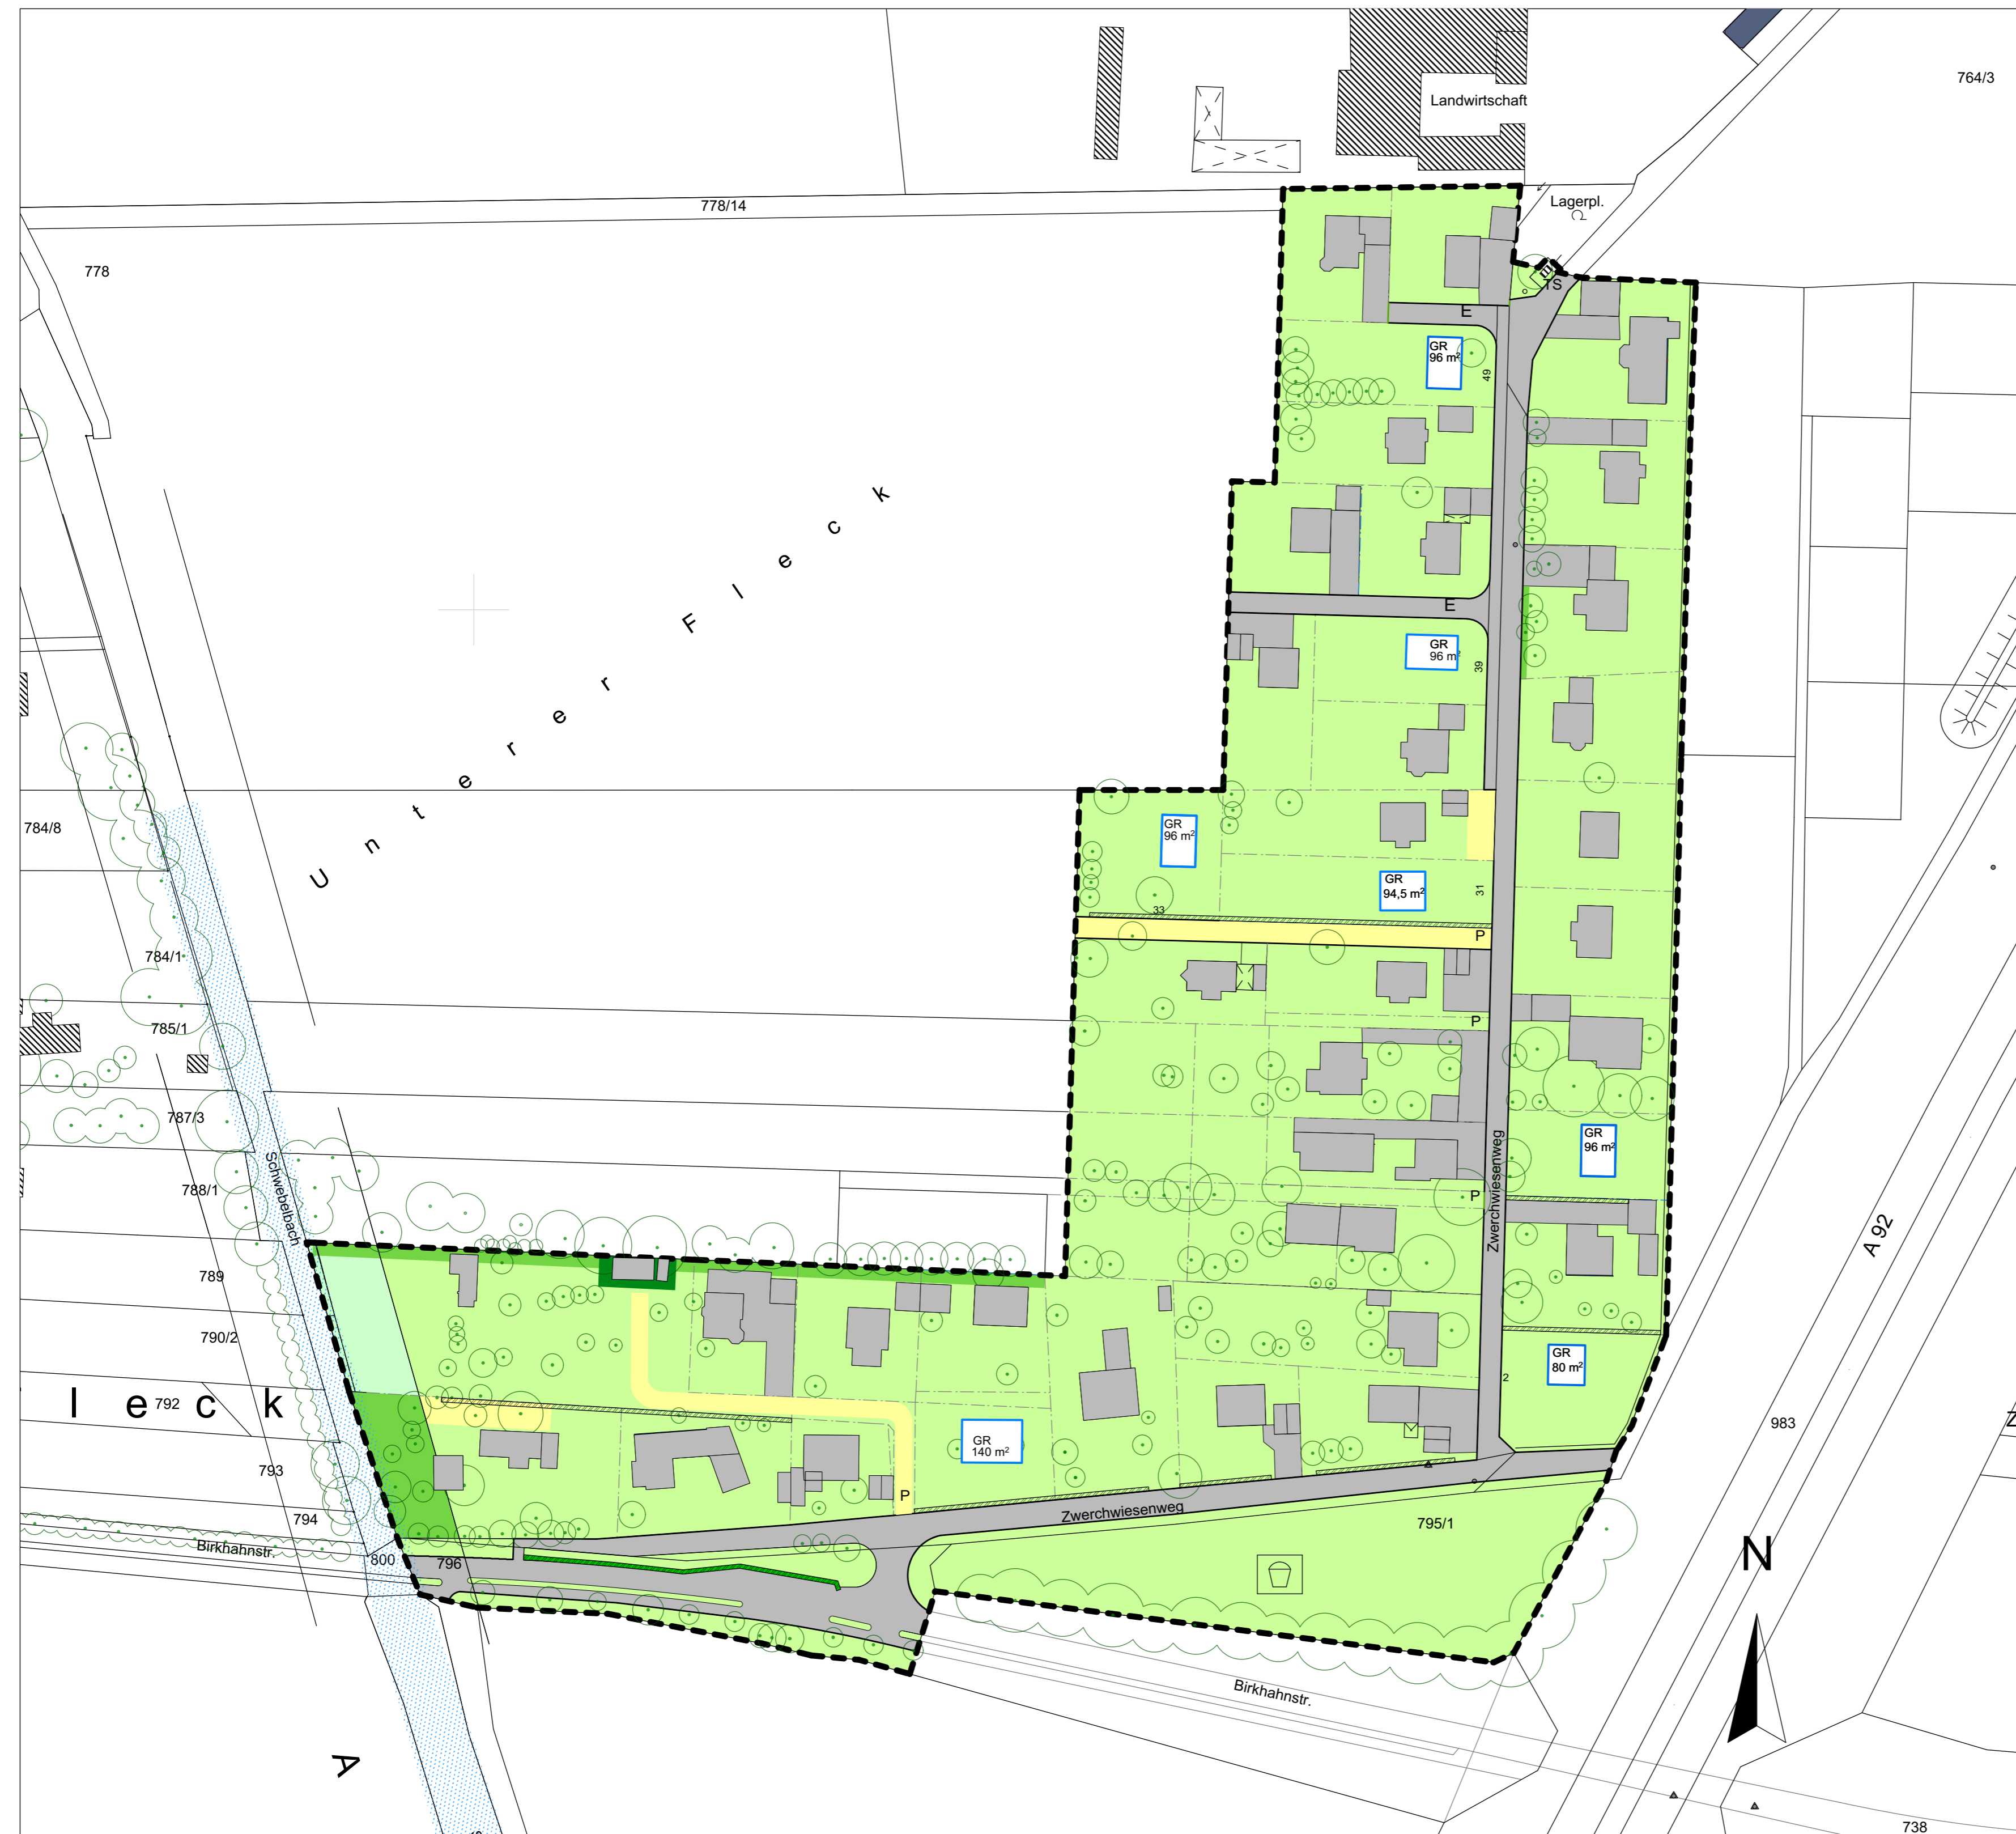 764/3
Landwirtschaft
Lagerpl.
778/14
778
TS
E
GR
96 m²
49
Unterer Fleck
E
GR
96 m²
39
784/8
GR
96 m²
GR
94,5 m²
31
33
P
784/1
785/1
P
787/3
GR
96 m²
Zwerchwiesenweg
788/1
Schwebelbach
P
A 92
789
790/2
GR
80 m²
2
leck
792
983
Z
GR
140 m²
793
P
794
Zwerchwiesenweg
795/1
Birkhahnstr.
800
796
N
Birkhahnstr.
A
738